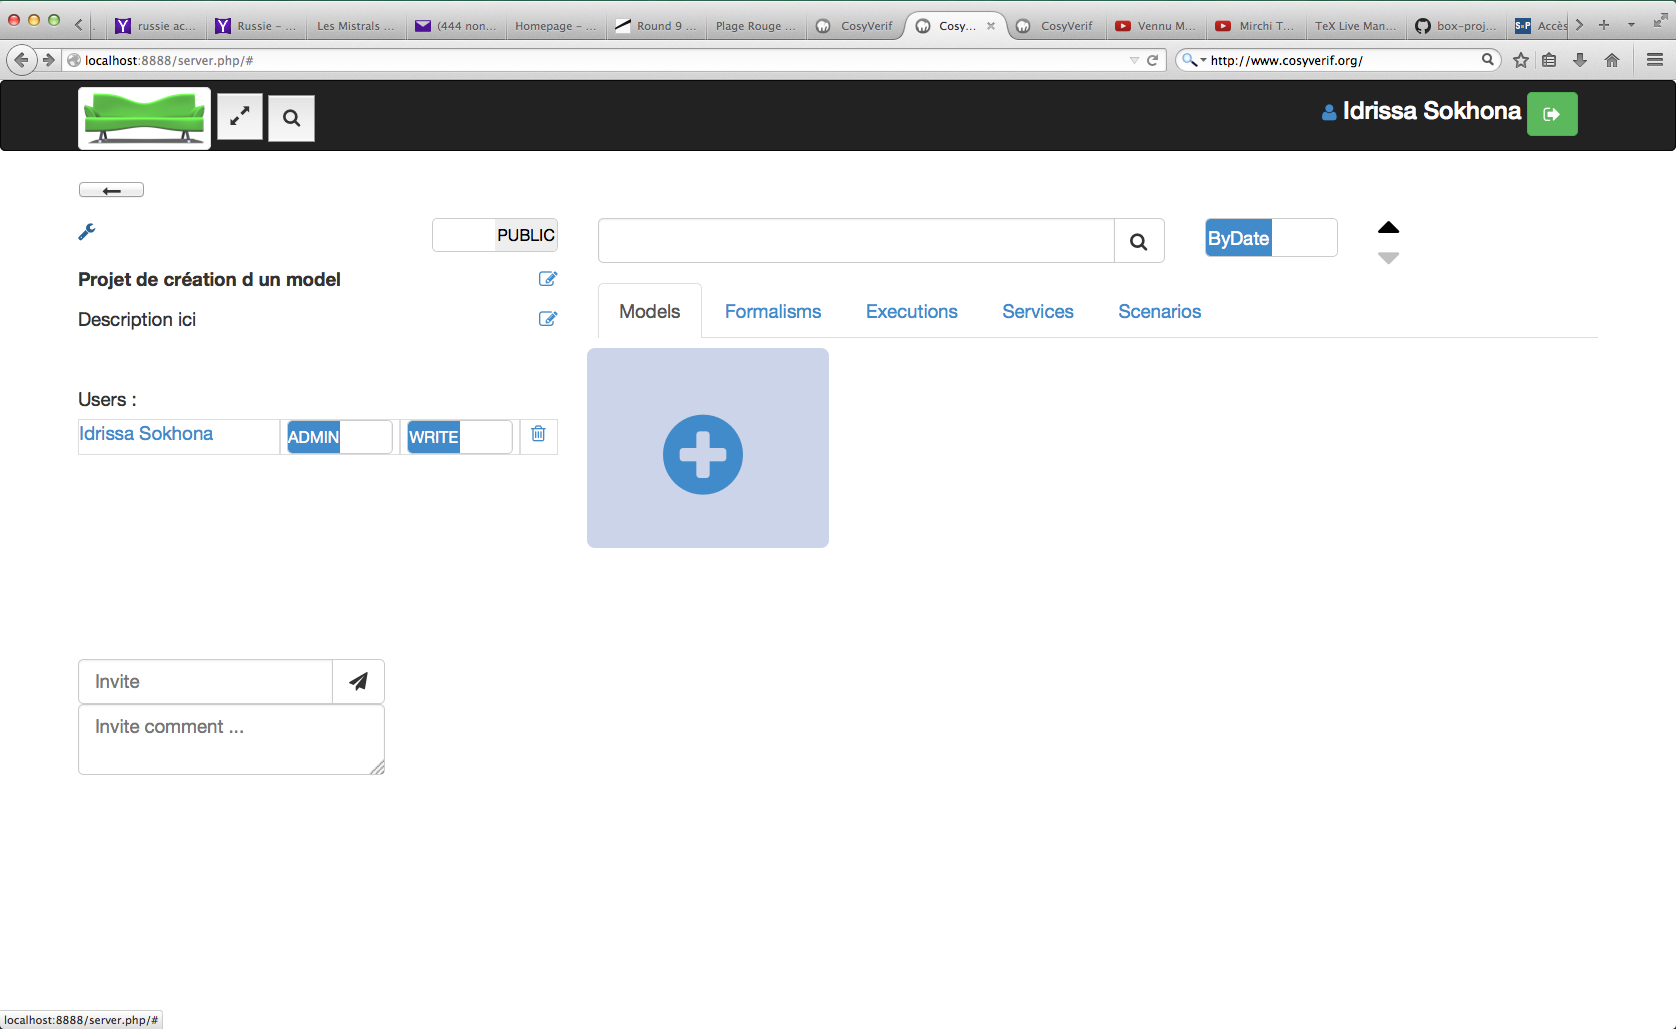 russie ac...
Russie – ...
Les Mistrals ...
(444 non...
Homepage – ...
Round 9 ...
Plage Rouge ...
CosyVerif
Cosy...
CosyVerif
Vennu M...
Mirchi T...
TeX Live Man...
box-proj...
SuP
Accès
localhost:8888/server.php/#
http://www.cosyverif.org/
Idrissa Sokhona
PUBLIC
ByDate
Projet de création d un model
Description ici
Models
Formalisms
Executions
Services
Scenarios
Users :
Idrissa Sokhona
ADMIN
WRITE
Invite
Invite comment ...
localhost:8888/server.php/#